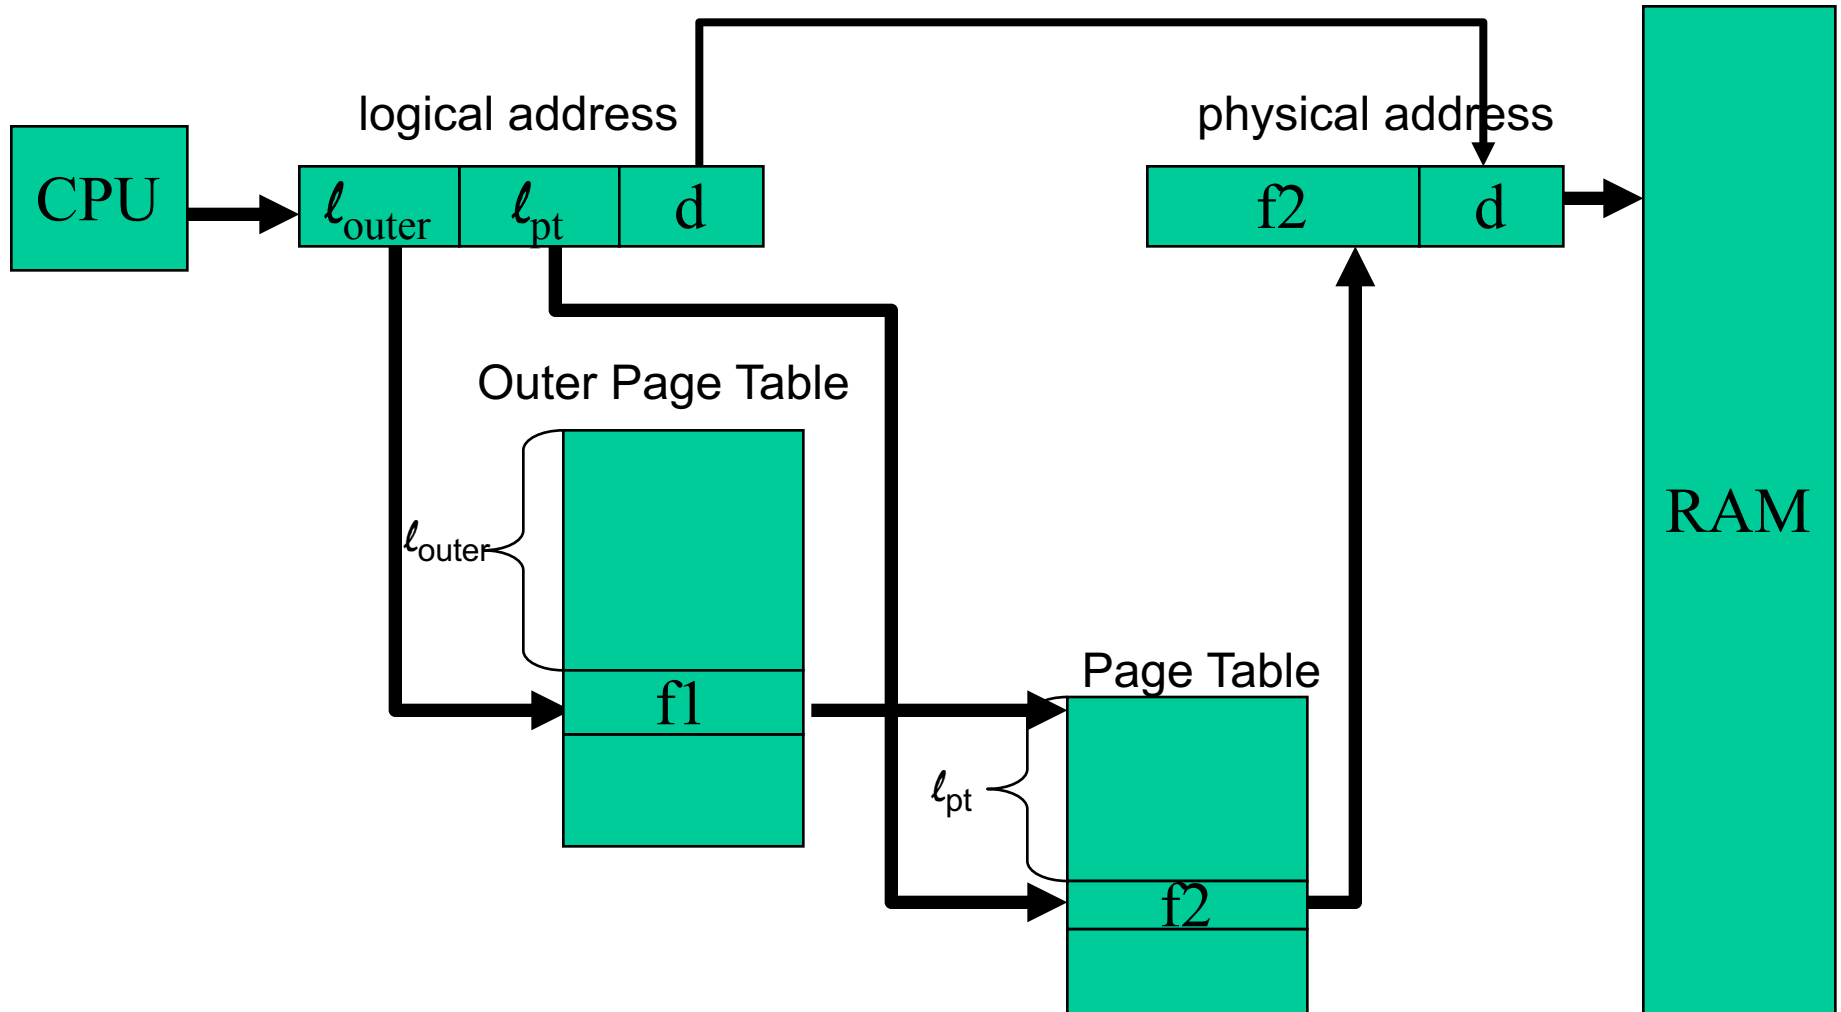 logical address
physical address
CPU
ℓouter
ℓpt
d
f2
d
Outer Page Table
ℓouter
RAM
Page Table
f1
ℓpt
f2